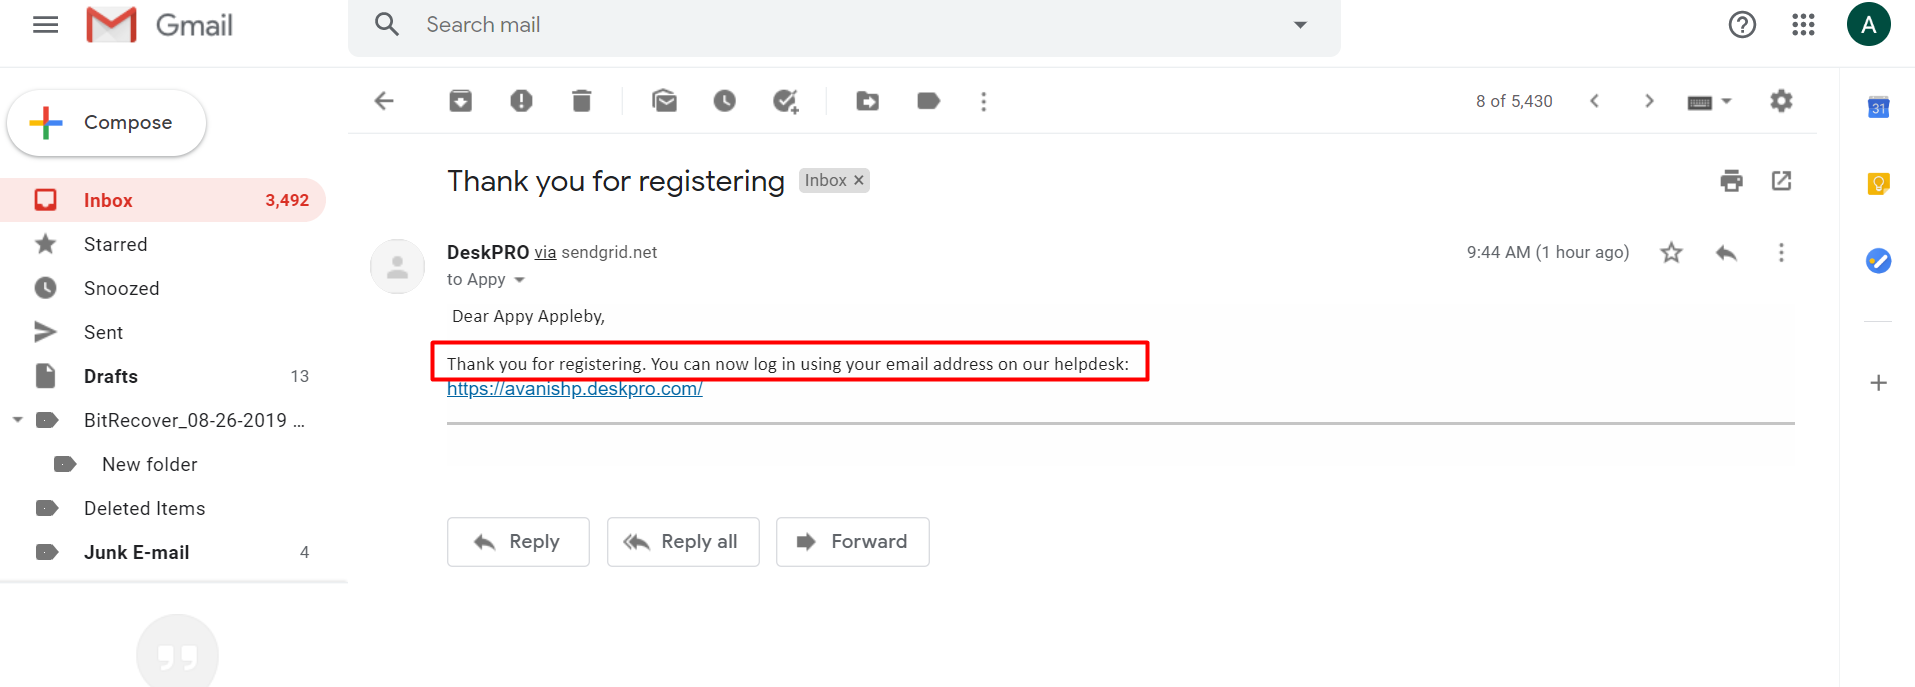 Gmail
Search mail
A
Compose
8 of 5,430
31
Inbox 3,492
Starred
Snoozed
Sent
Drafts 13
BitRecover_08-26-2019 ...
New folder
Deleted Items
Junk E-mail 4
Thank you for registering Inbox ×
DeskPRO via sendgrid.net 9:44 AM (1 hour ago)
to Appy
Dear Appy Appleby,
Thank you for registering. You can now log in using your email address on our helpdesk:
https://avanishp.deskpro.com/
Reply Reply all Forward